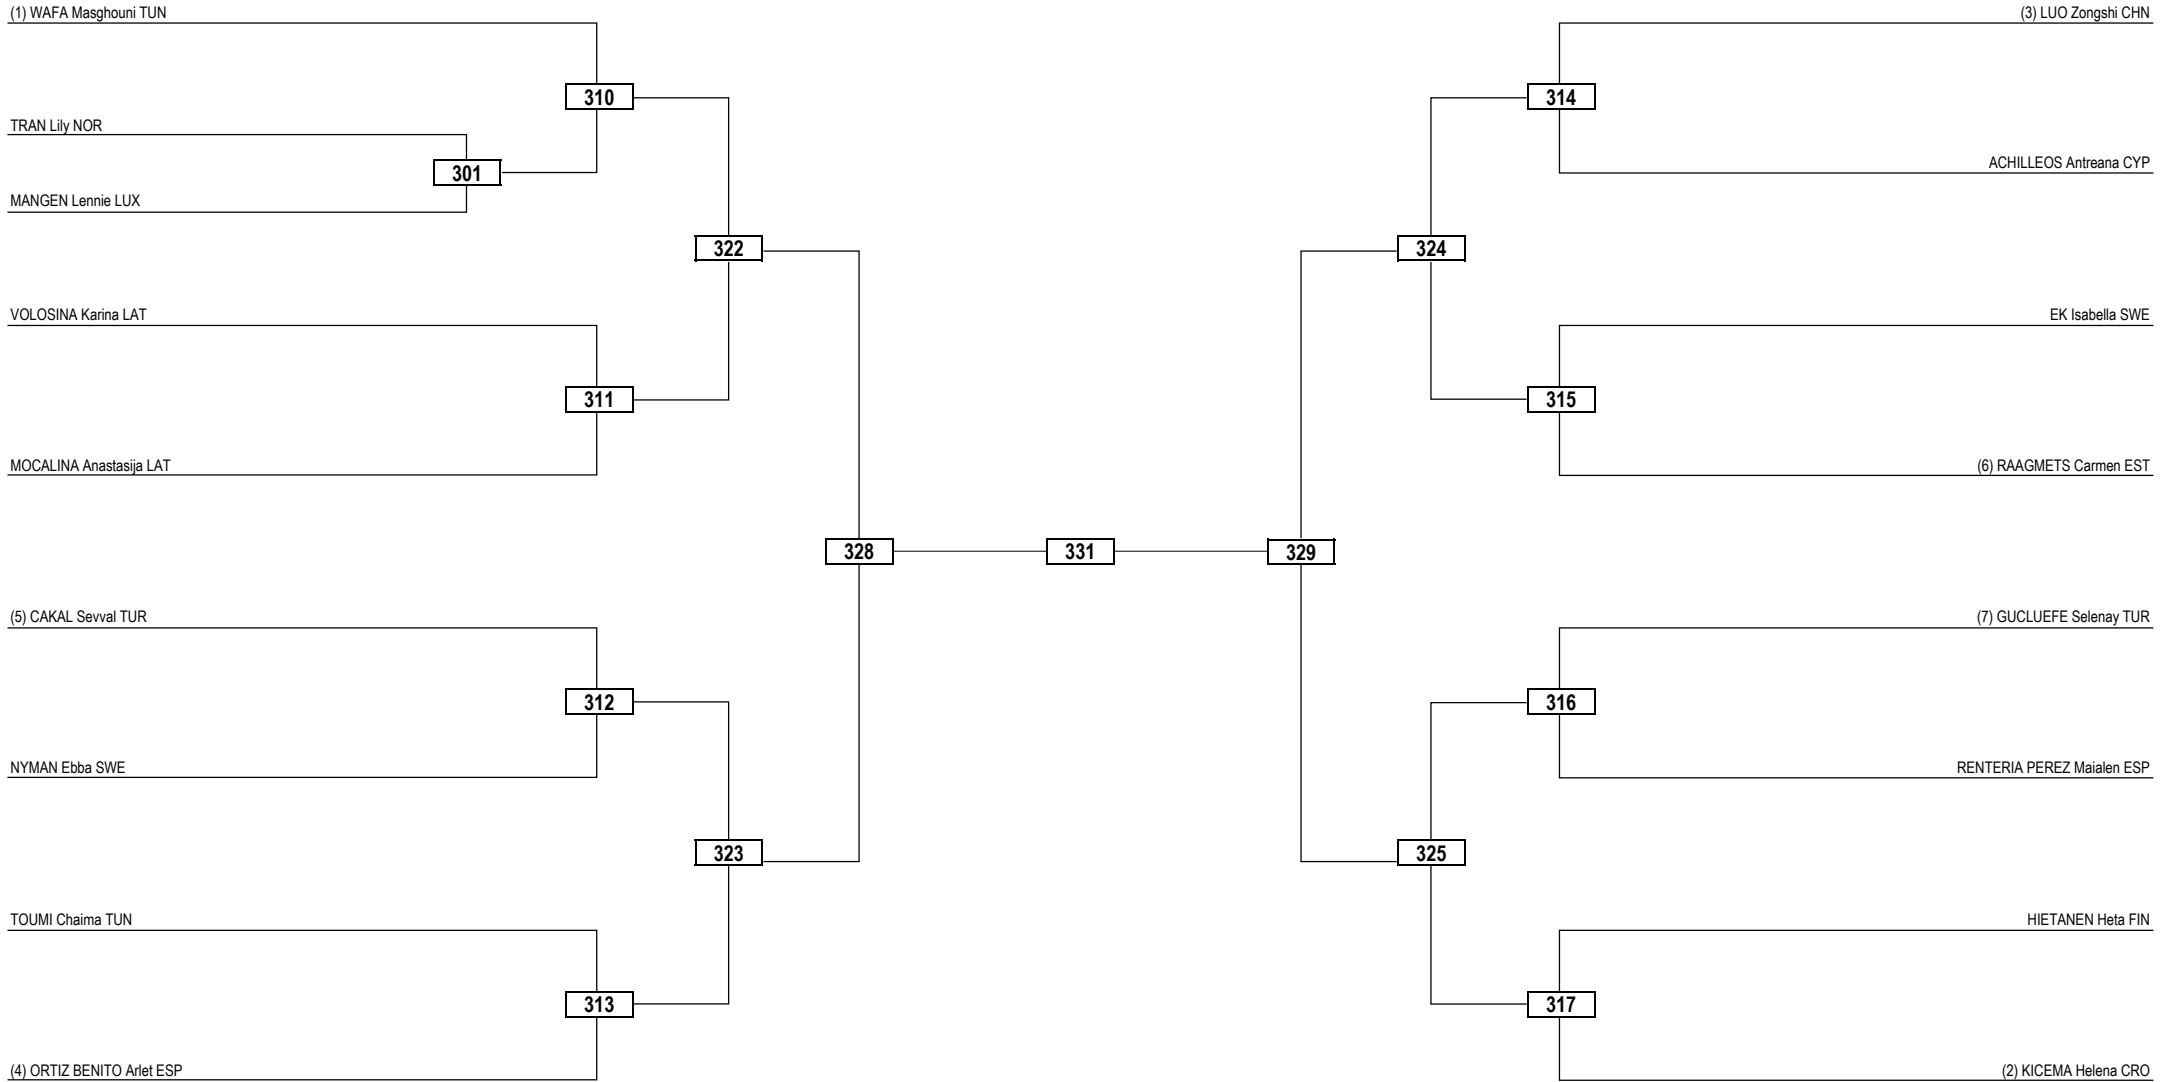 (1) WAFA Masghouni TUN
(3) LUO Zongshi CHN
310
314
TRAN Lily NOR
301
ACHILLEOS Antreana CYP
MANGEN Lennie LUX
322
324
VOLOSINA Karina LAT
EK Isabella SWE
311
315
MOCALINA Anastasija LAT
(6) RAAGMETS Carmen EST
328
331
329
(5) CAKAL Sevval TUR
(7) GUCLUEFE Selenay TUR
312
316
NYMAN Ebba SWE
RENTERIA PEREZ Maialen ESP
323
325
TOUMI Chaima TUN
HIETANEN Heta FIN
313
317
(4) ORTIZ BENITO Arlet ESP
(2) KICEMA Helena CRO